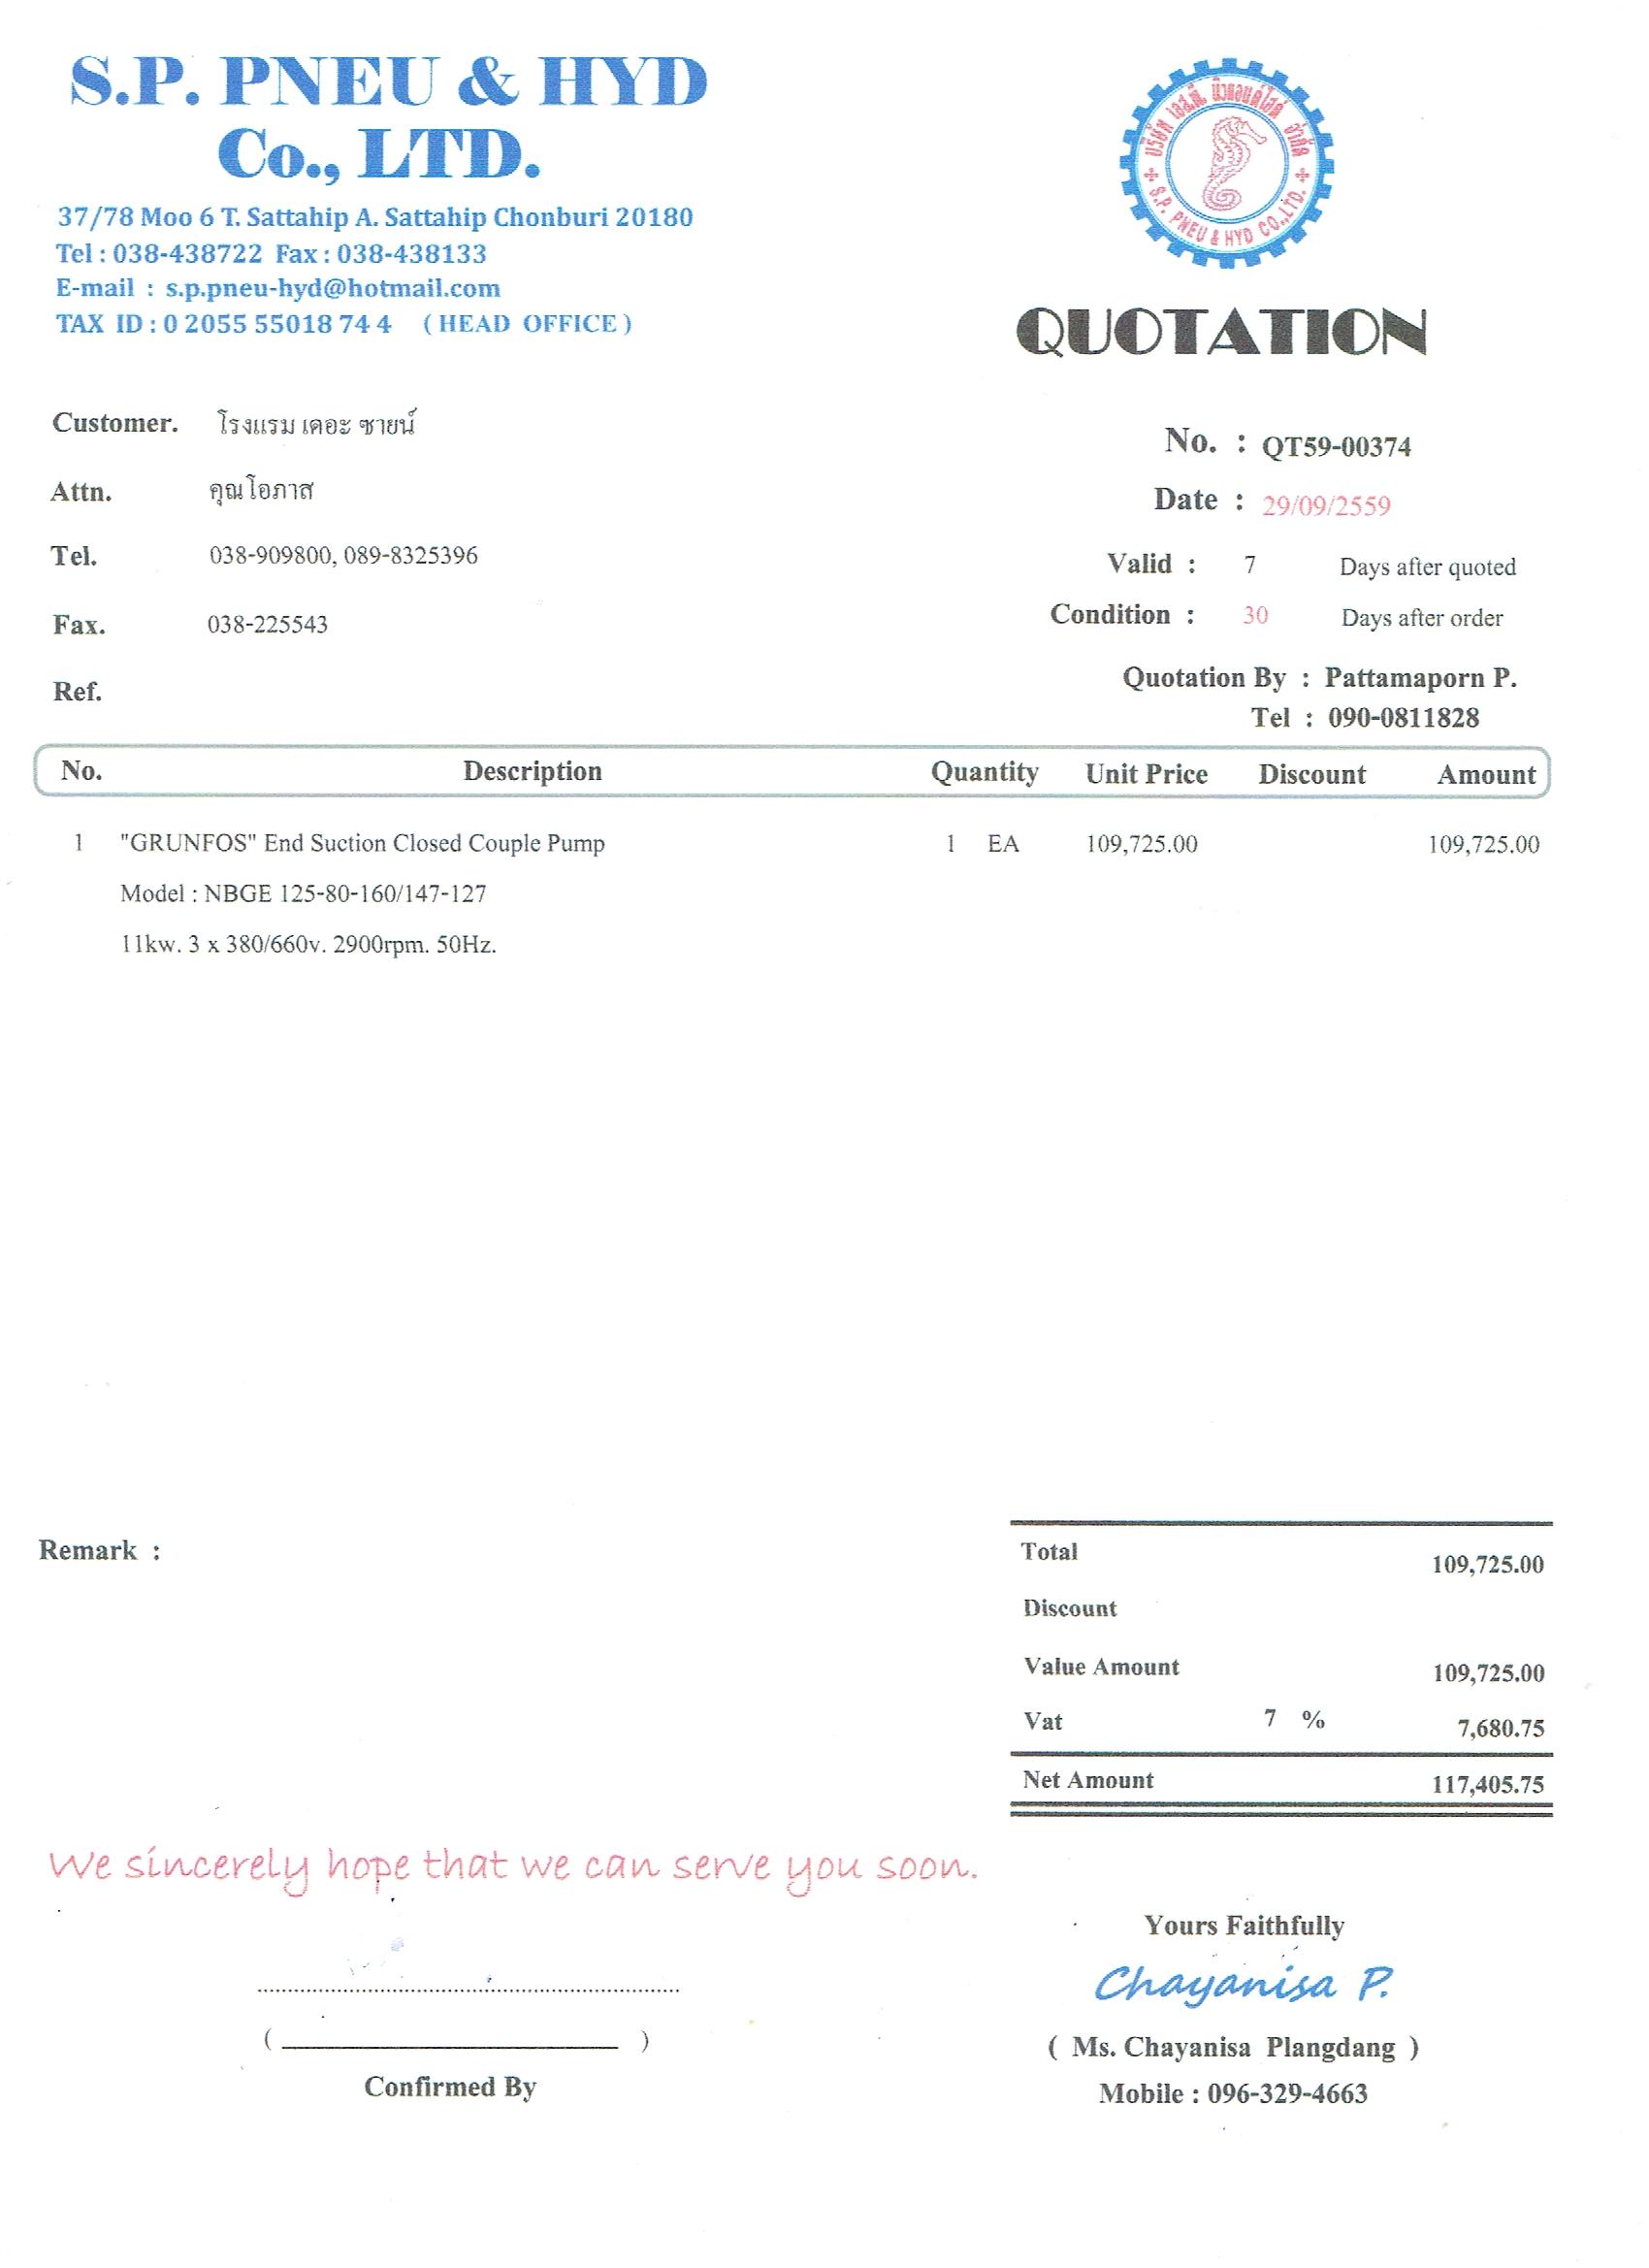 S.P. PNEU & HYD
Co., LTD.
37/78 Moo 6 T. Sattahip A. Sattahip Chonburi 20180
Tel : 038-438722 Fax : 038-438133
E-mail : s.p.pneu-hyd@hotmail.com
TAX ID : 0 2055 55018 74 4 ( HEAD OFFICE )
บริษัท เอส.พี. นิวแอนด์ไฮด์ จำกัด
S.P. PNEU & HYD CO.,LTD.
QUOTATION
Customer. โรงแรม เดอะ ซายน์
Attn. คุณโอภาส
Tel. 038-909800, 089-8325396
Fax. 038-225543
Ref.
No. : QT59-00374
Date : 29/09/2559
Valid : 7 Days after quoted
Condition : 30 Days after order
Quotation By : Pattamaporn P.
Tel : 090-0811828
No. Description Quantity Unit Price Discount Amount
1 "GRUNFOS" End Suction Closed Couple Pump 1 EA 109,725.00 109,725.00
Model : NBGE 125-80-160/147-127
11kw. 3 x 380/660v. 2900rpm. 50Hz.
Remark :
Total 109,725.00
Discount
Value Amount 109,725.00
Vat 7 % 7,680.75
Net Amount 117,405.75
We sincerely hope that we can serve you soon.
( )
Confirmed By
Yours Faithfully
Chayanisa P.
( Ms. Chayanisa Plangdang )
Mobile : 096-329-4663